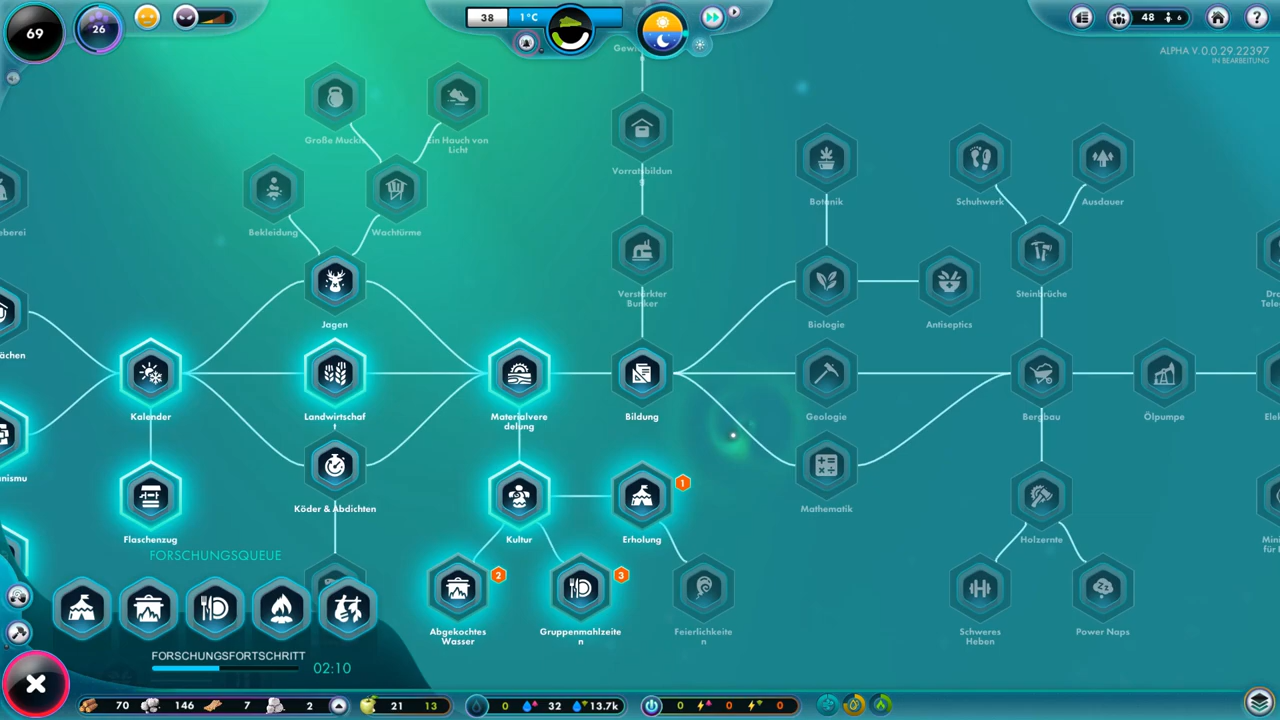 69
26
38
1°C
48
6
?
ALPHA V. 0.0.29.22397
IN BEARBEITUNG
Große Muckis
Ein Hauch von
Licht
Vorratsbildun
g
Botanik
Schuhwerk
Ausdauer
Bekleidung
Wachtürme
Verstärkter
Bunker
Steinbrüche
Jagen
Biologie
Antiseptics
Kalender
Landwirtschaf
t
Materialvere
delung
Bildung
Geologie
Bergbau
Ölpumpe
Köder & Abdichten
Mathematik
Flaschenzug
Kultur
Erholung
1
Holzernte
FORSCHUNGSQUEUE
2
3
Abgekochtes
Wasser
Gruppenmahlzeite
n
Feierlichkeite
n
Schweres
Heben
Power Naps
FORSCHUNGSFORTSCHRITT
02:10
70
146
7
2
21
13
0
32
13.7k
0
0
0